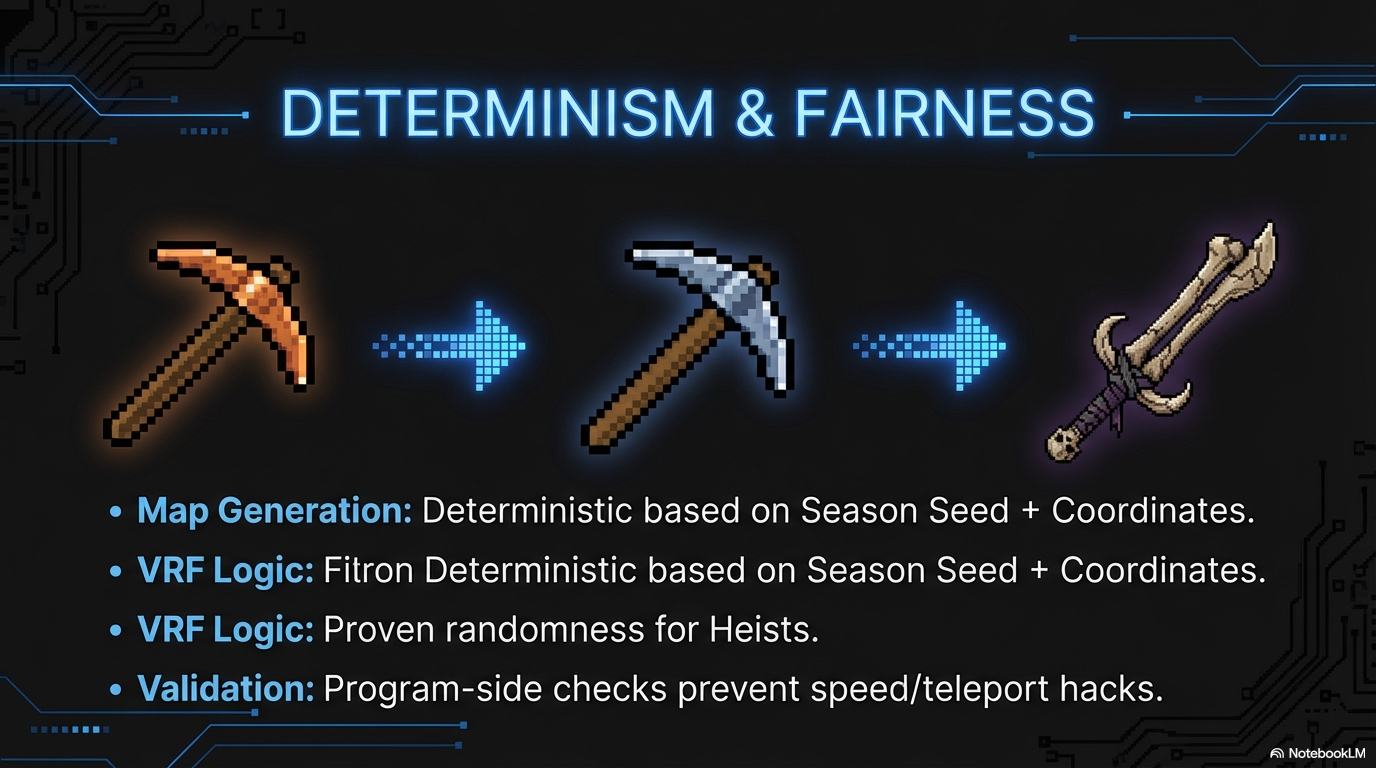 DETERMINISM & FAIRNESS
• Map Generation: Deterministic based on Season Seed + Coordinates.
• VRF Logic: Fitron Deterministic based on Season Seed + Coordinates.
• VRF Logic: Proven randomness for Heists.
• Validation: Program-side checks prevent speed/teleport hacks.
NotebookLM